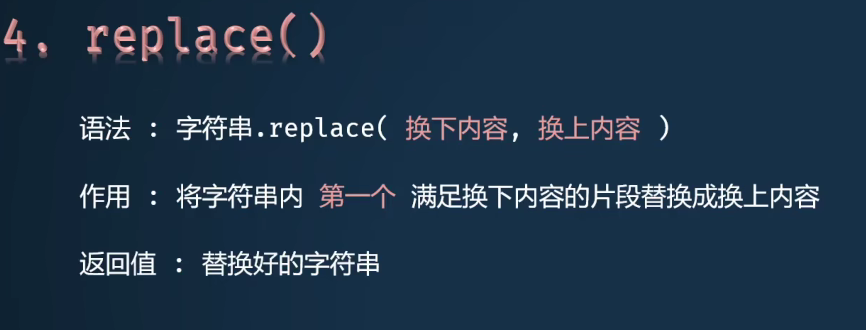 4. replace()
语法 : 字符串.replace( 换下内容, 换上内容 )
作用 : 将字符串内 第一个 满足换下内容的片段替换成换上内容
返回值 : 替换好的字符串